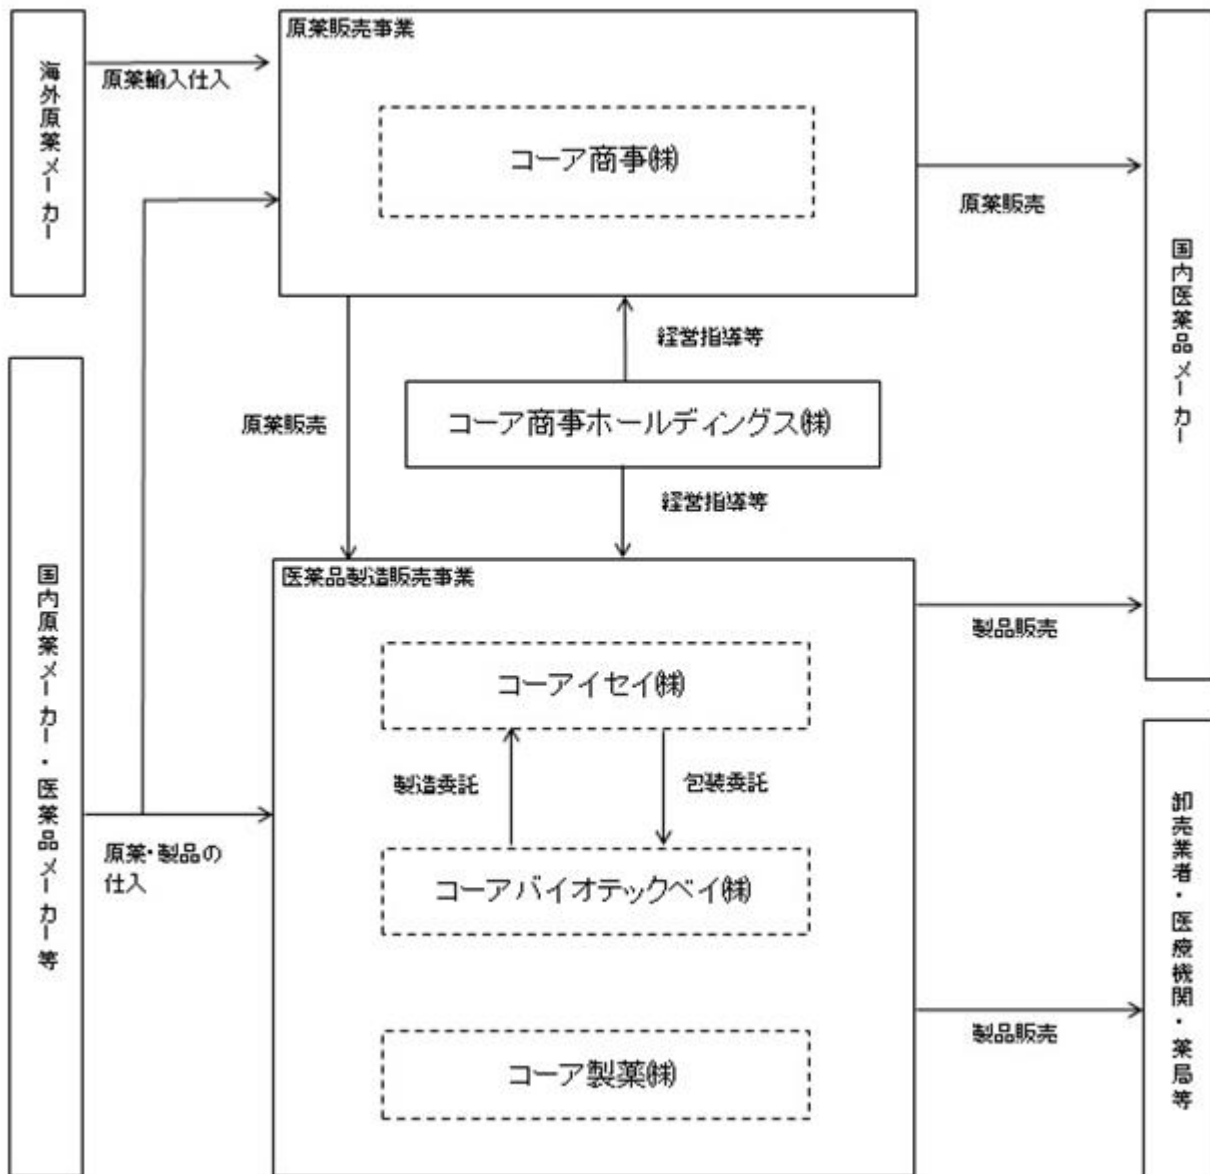 海外原薬メーカー
原薬輸入仕入
原薬販売事業
コーア商事㈱
原薬販売
国内医薬品メーカー
経営指導等
原薬販売
コーア商事ホールディングス㈱
経営指導等
国内原薬メーカー・医薬品メーカー等
原薬・製品の
仕入
医薬品製造販売事業
コーアイセイ㈱
製造委託
包装委託
コーアバイオテックベイ㈱
コーア製薬㈱
製品販売
製品販売
卸売業者・医療機関・薬局等